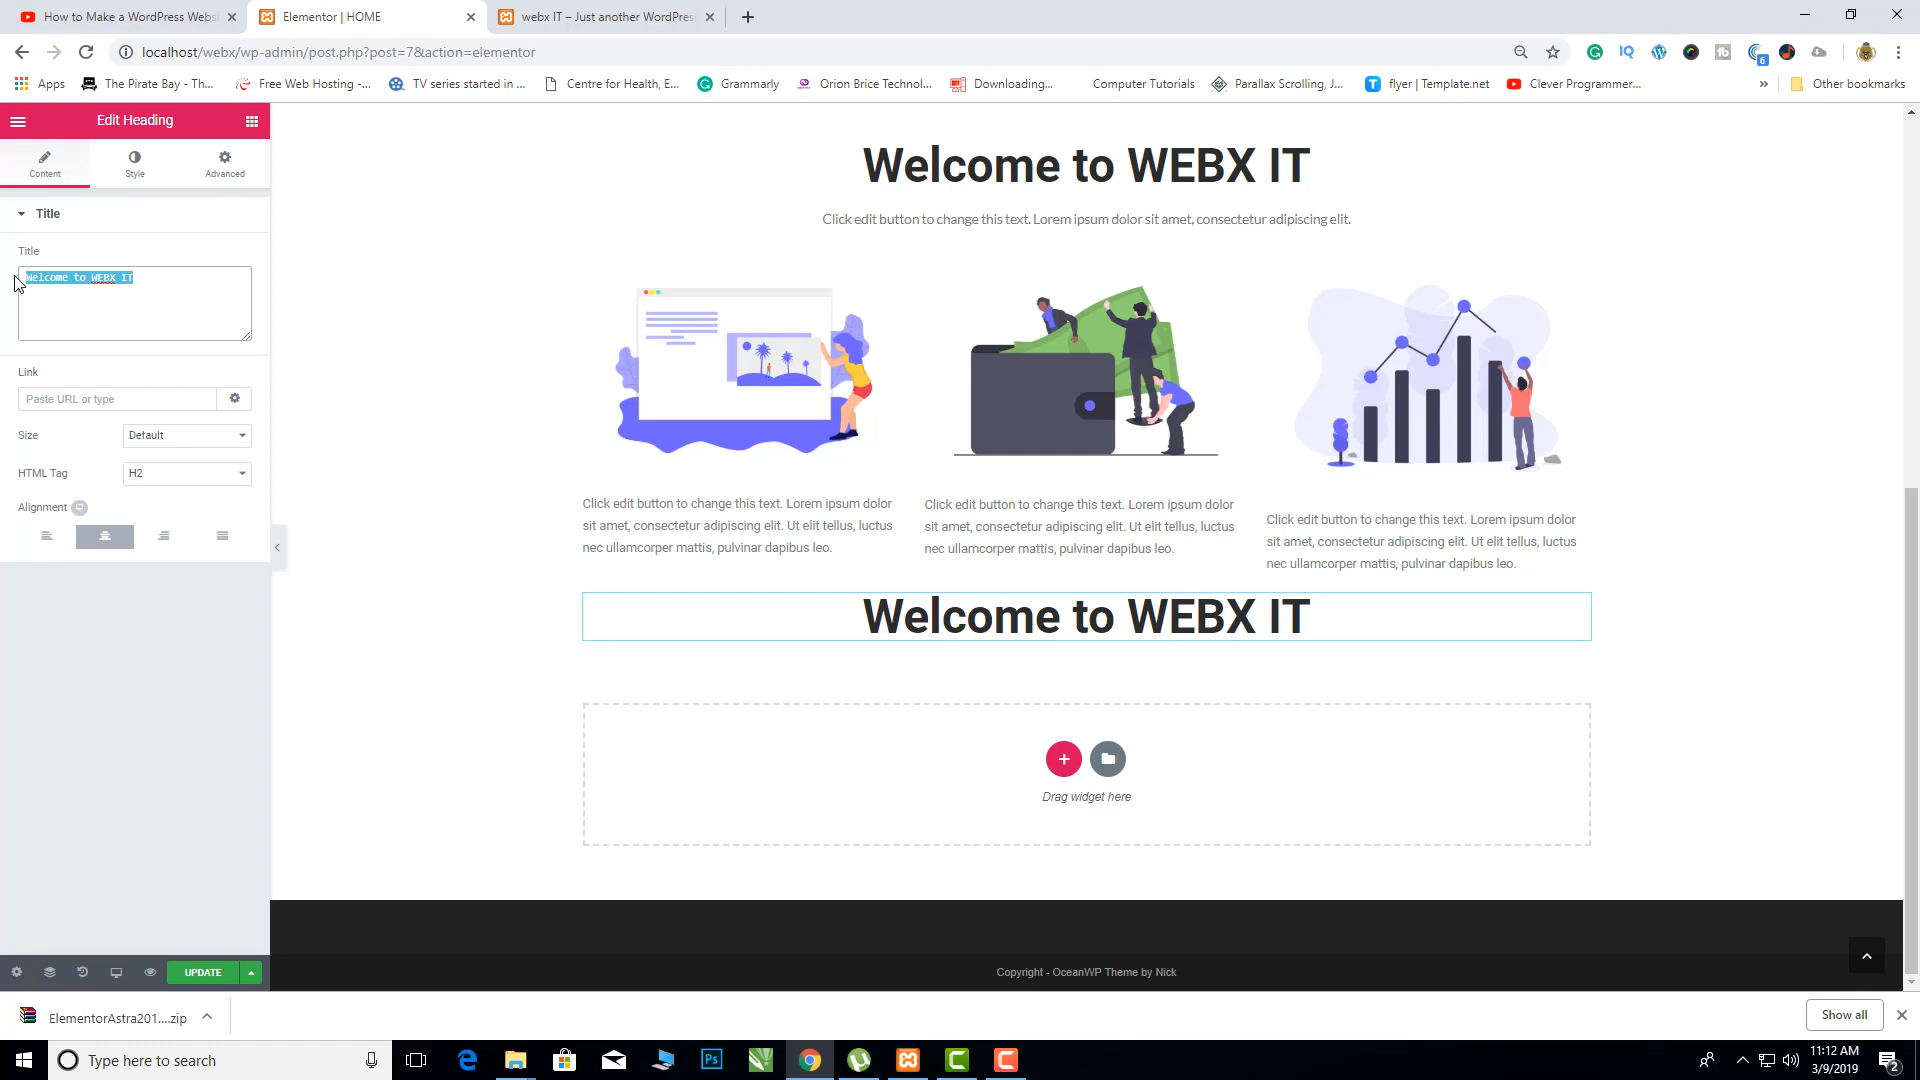 How to Make a WordPress Websi
Elementor | HOME
webx IT – Just another WordPres
localhost/webx/wp-admin/post.php?post=7&action=elementor
Apps
The Pirate Bay - Th...
Free Web Hosting -...
TV series started in ...
Centre for Health, E...
Grammarly
Orion Brice Technol...
Downloading...
Computer Tutorials
Parallax Scrolling, J...
flyer | Template.net
Clever Programmer...
»
Other bookmarks
Edit Heading
Content
Style
Advanced
Title
Title
Welcome to WEBX IT
Link
Paste URL or type
Size
Default
HTML Tag
H2
Alignment
UPDATE
Welcome to WEBX IT
Click edit button to change this text. Lorem ipsum dolor sit amet, consectetur adipiscing elit.
Click edit button to change this text. Lorem ipsum dolor
sit amet, consectetur adipiscing elit. Ut elit tellus, luctus
nec ullamcorper mattis, pulvinar dapibus leo.
Click edit button to change this text. Lorem ipsum dolor
sit amet, consectetur adipiscing elit. Ut elit tellus, luctus
nec ullamcorper mattis, pulvinar dapibus leo.
Click edit button to change this text. Lorem ipsum dolor
sit amet, consectetur adipiscing elit. Ut elit tellus, luctus
nec ullamcorper mattis, pulvinar dapibus leo.
Welcome to WEBX IT
Drag widget here
Copyright - OceanWP Theme by Nick
ElementorAstra201....zip
Show all
Type here to search
Ps
11:12 AM
3/9/2019
2